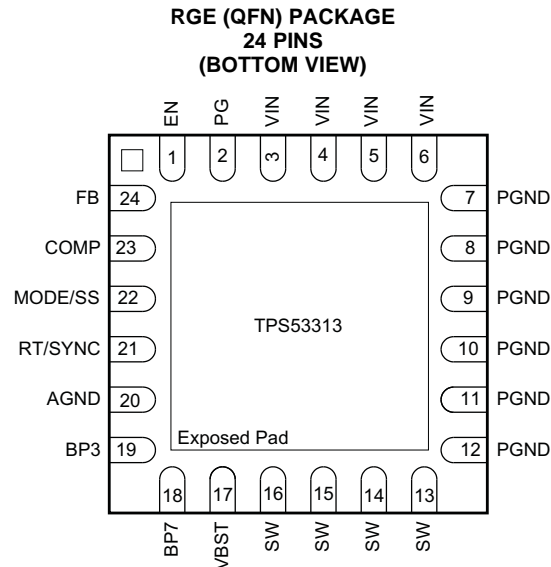 RGE (QFN) PACKAGE
24 PINS
(BOTTOM VIEW)
EN
PG
VIN
VIN
VIN
VIN
1
2
3
4
5
6
FB 24
7 PGND
COMP 23
8 PGND
MODE/SS 22
9 PGND
TPS53313
RT/SYNC 21
10 PGND
AGND 20
11 PGND
BP3 19
Exposed Pad
12 PGND
18
17
16
15
14
13
BP7
VBST
SW
SW
SW
SW